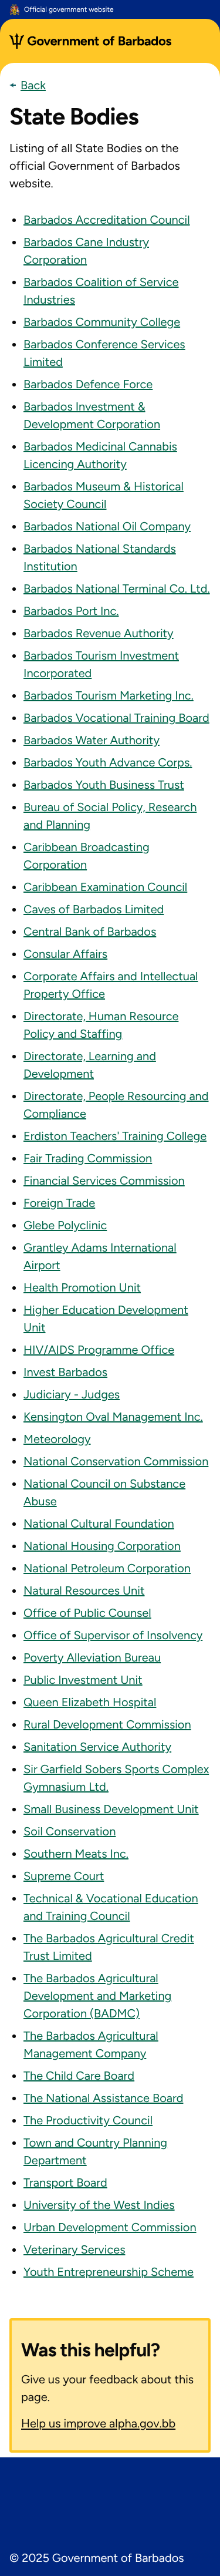 Official government website
Government of Barbados
Back
State Bodies
Listing of all State Bodies on the
official Government of Barbados
website.
Barbados Accreditation Council
Barbados Cane Industry
Corporation
Barbados Coalition of Service
Industries
Barbados Community College
Barbados Conference Services
Limited
Barbados Defence Force
Barbados Investment &
Development Corporation
Barbados Medicinal Cannabis
Licencing Authority
Barbados Museum & Historical
Society Council
Barbados National Oil Company
Barbados National Standards
Institution
Barbados National Terminal Co. Ltd.
Barbados Port Inc.
Barbados Revenue Authority
Barbados Tourism Investment
Incorporated
Barbados Tourism Marketing Inc.
Barbados Vocational Training Board
Barbados Water Authority
Barbados Youth Advance Corps.
Barbados Youth Business Trust
Bureau of Social Policy, Research
and Planning
Caribbean Broadcasting
Corporation
Caribbean Examination Council
Caves of Barbados Limited
Central Bank of Barbados
Consular Affairs
Corporate Affairs and Intellectual
Property Office
Directorate, Human Resource
Policy and Staffing
Directorate, Learning and
Development
Directorate, People Resourcing and
Compliance
Erdiston Teachers' Training College
Fair Trading Commission
Financial Services Commission
Foreign Trade
Glebe Polyclinic
Grantley Adams International
Airport
Health Promotion Unit
Higher Education Development
Unit
HIV/AIDS Programme Office
Invest Barbados
Judiciary - Judges
Kensington Oval Management Inc.
Meteorology
National Conservation Commission
National Council on Substance
Abuse
National Cultural Foundation
National Housing Corporation
National Petroleum Corporation
Natural Resources Unit
Office of Public Counsel
Office of Supervisor of Insolvency
Poverty Alleviation Bureau
Public Investment Unit
Queen Elizabeth Hospital
Rural Development Commission
Sanitation Service Authority
Sir Garfield Sobers Sports Complex
Gymnasium Ltd.
Small Business Development Unit
Soil Conservation
Southern Meats Inc.
Supreme Court
Technical & Vocational Education
and Training Council
The Barbados Agricultural Credit
Trust Limited
The Barbados Agricultural
Development and Marketing
Corporation (BADMC)
The Barbados Agricultural
Management Company
The Child Care Board
The National Assistance Board
The Productivity Council
Town and Country Planning
Department
Transport Board
University of the West Indies
Urban Development Commission
Veterinary Services
Youth Entrepreneurship Scheme
Was this helpful?
Give us your feedback about this
page.
Help us improve alpha.gov.bb
© 2025 Government of Barbados